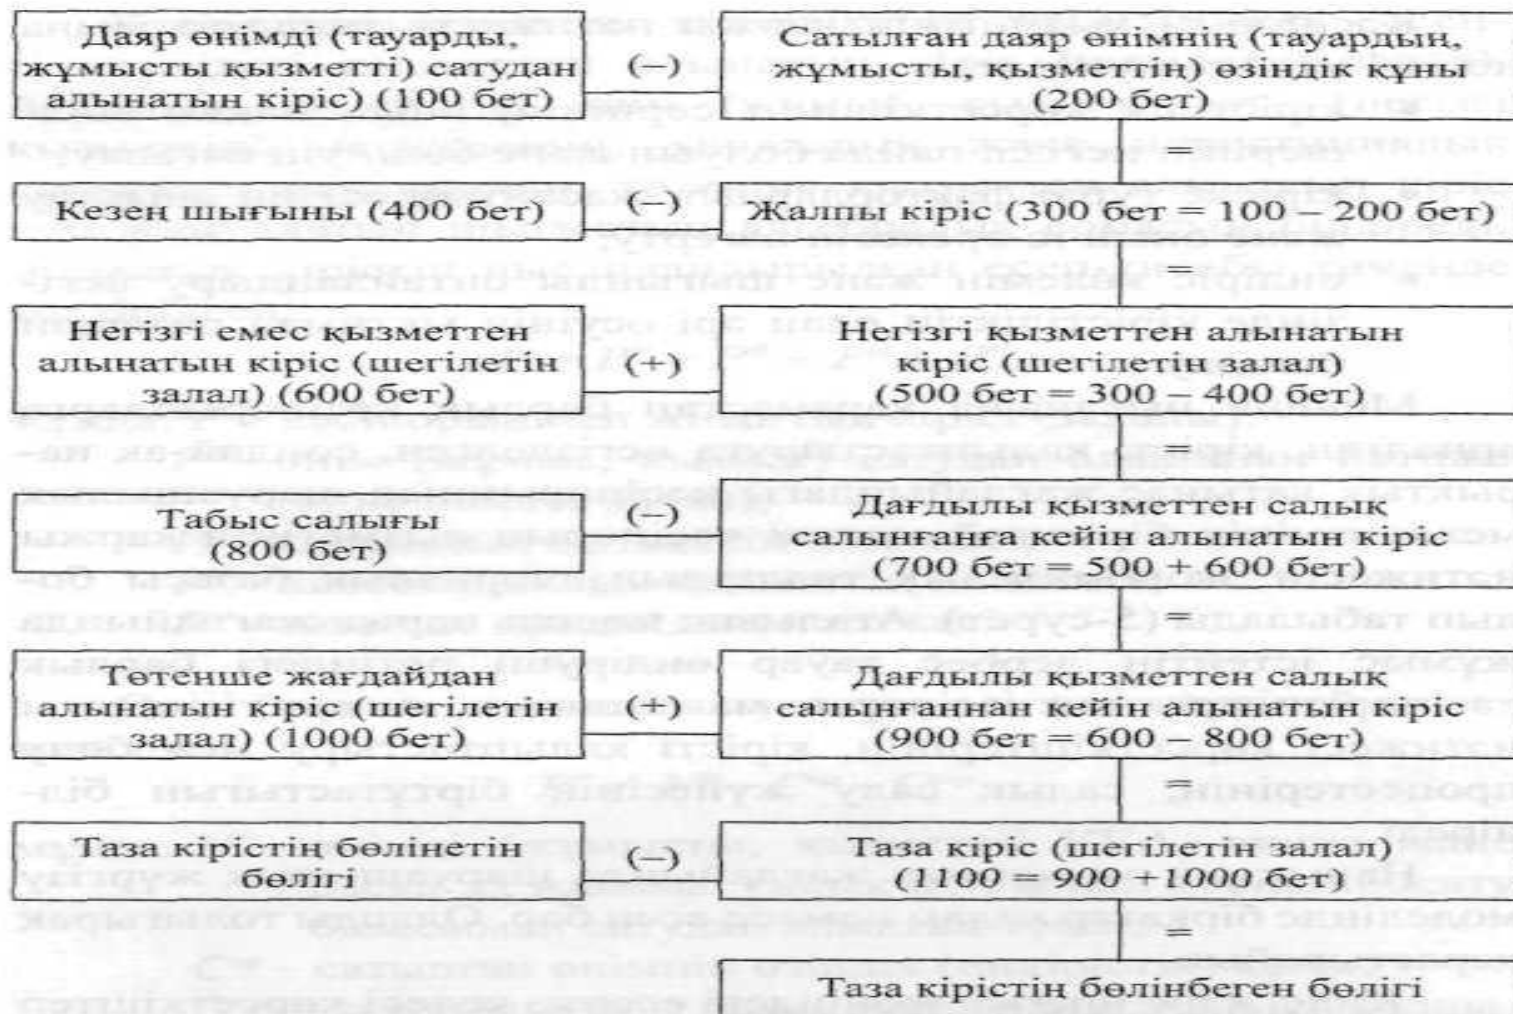 Даяр өнімді (тауарды,
жұмысты қызметті) сатудан
алынатын кіріс) (100 бет)
(−)
Сатылған даяр өнімнің (тауардың,
жұмысты, қызметтің) өзіндік құны
(200 бет)
=
Кезең шығыны (400 бет)
(−)
Жалпы кіріс (300 бет = 100 – 200 бет)
=
Негізгі емес қызметтен
алынатын кіріс (шегілетін
залал) (600 бет)
(+)
Негізгі қызметтен алынатын
кіріс (шегілетін залал)
(500 бет = 300 – 400 бет)
=
Табыс салығы
(800 бет)
(−)
Дағдылы қызметтен салық
салынғанға кейін алынатын кіріс
(700 бет = 500 + 600 бет)
=
Төтенше жағдайдан
алынатын кіріс (шегілетін
залал) (1000 бет)
(+)
Дағдылы қызметтен салық
салынғаннан кейін алынатын кіріс
(900 бет = 600 – 800 бет)
=
Таза кірістің бөлінетін
бөлігі
(−)
Таза кіріс (шегілетін залал)
(1100 = 900 +1000 бет)
=
Таза кірістің бөлінбеген бөлігі